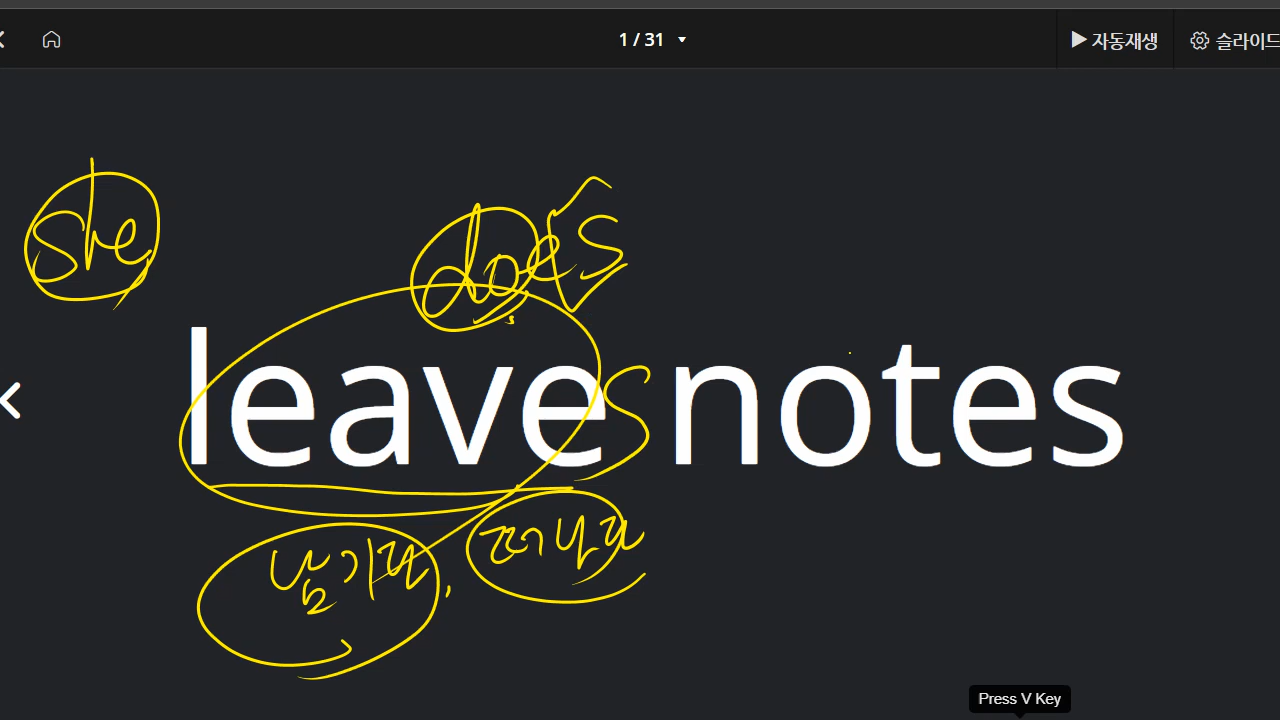 1 / 31
자동재생
슬라이드
she
does
leaves notes
남기다, 떠나다
Press V Key